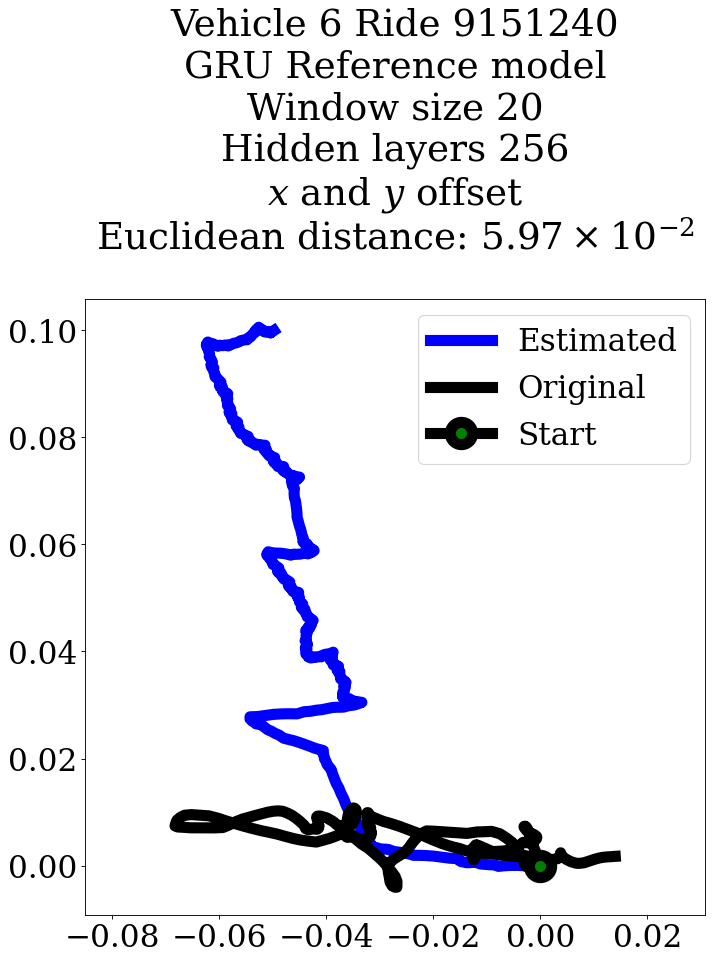 Vehicle 6 Ride 9151240
GRU Reference model
Window size 20
Hidden layers 256
x and y offset
Euclidean distance: 5.97 × 10⁻²
Estimated
Original
Start
0.10
0.08
0.06
0.04
0.02
0.00
−0.08 −0.06 −0.04 −0.02 0.00 0.02